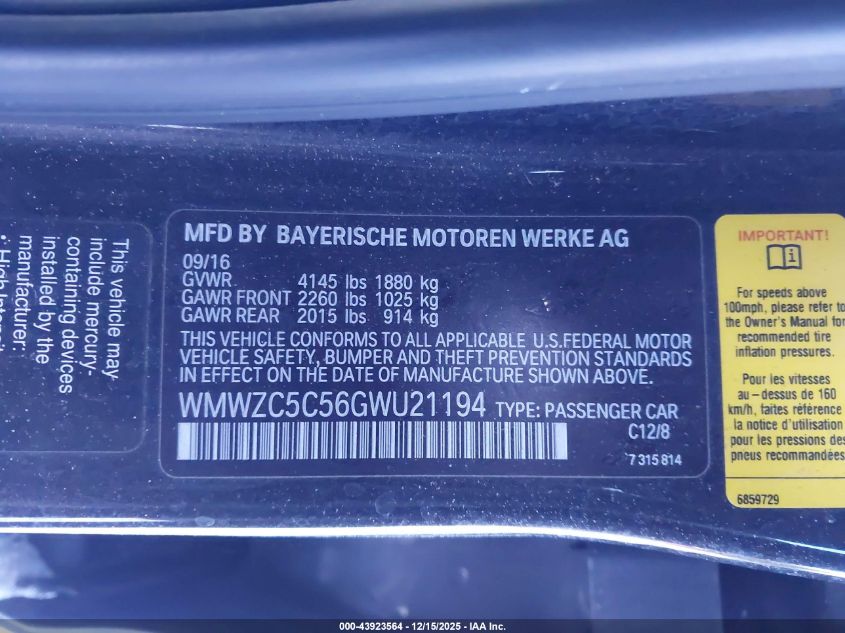 This vehicle may
include mercury-
containing devices
installed by the
manufacturer:
MFD BY BAYERISCHE MOTOREN WERKE AG
09/16
GVWR 4145 lbs 1880 kg
GAWR FRONT 2260 lbs 1025 kg
GAWR REAR 2015 lbs 914 kg
THIS VEHICLE CONFORMS TO ALL APPLICABLE U.S.FEDERAL MOTOR
VEHICLE SAFETY, BUMPER AND THEFT PREVENTION STANDARDS
IN EFFECT ON THE DATE OF MANUFACTURE SHOWN ABOVE.
WMWZC5C56GWU21194 TYPE: PASSENGER CAR
C12/8
7 315 814
IMPORTANT!
i
For speeds above
100mph, please refer to
the Owner's Manual for
recommended tire
inflation pressures.
Pour les vitesses
au-dessus de 160
km/h, faites référence
la notice d'utilisation
pour les pressions des
pneus recommandées
6859729
000-43923564 - 12/15/2025 - IAA Inc.